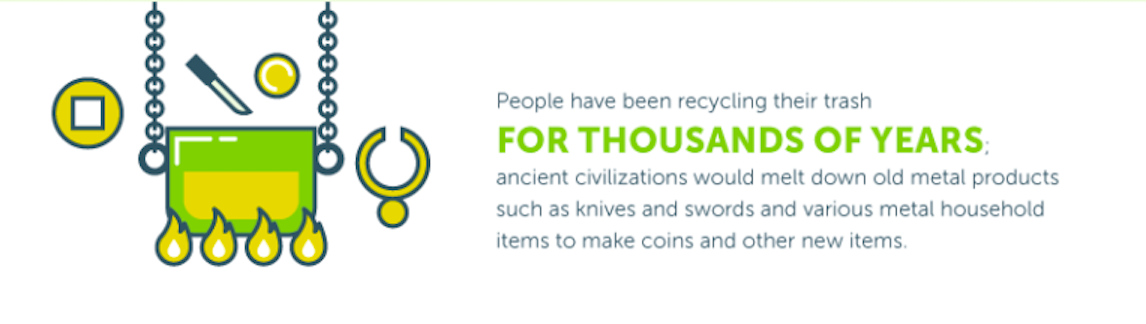 People have been recycling their trash
FOR THOUSANDS OF YEARS;
ancient civilizations would melt down old metal products
such as knives and swords and various metal household
items to make coins and other new items.